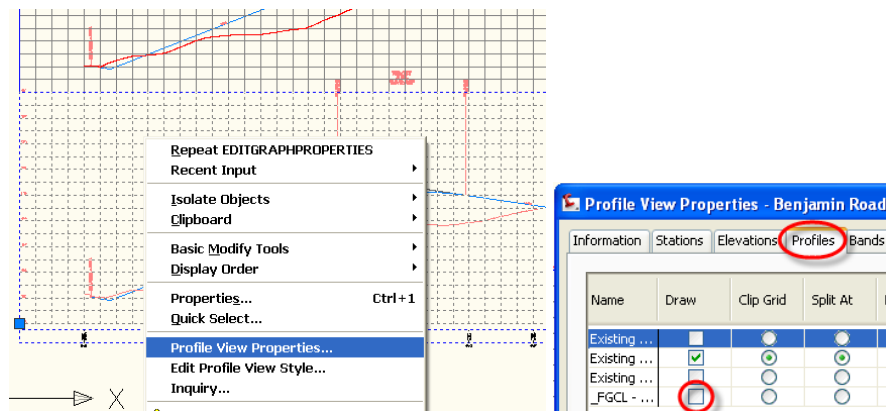 Repeat EDITGRAPHPROPERTIES
Recent Input
Isolate Objects
Clipboard
Basic Modify Tools
Display Order
Properties... Ctrl+1
Quick Select...
Profile View Properties...
Edit Profile View Style...
Inquiry...
X
Profile View Properties - Benjamin Road
Information Stations Elevations Profiles Bands
Name Draw Clip Grid Split At
Existing ...
Existing ...
Existing ...
_FGCL - ...